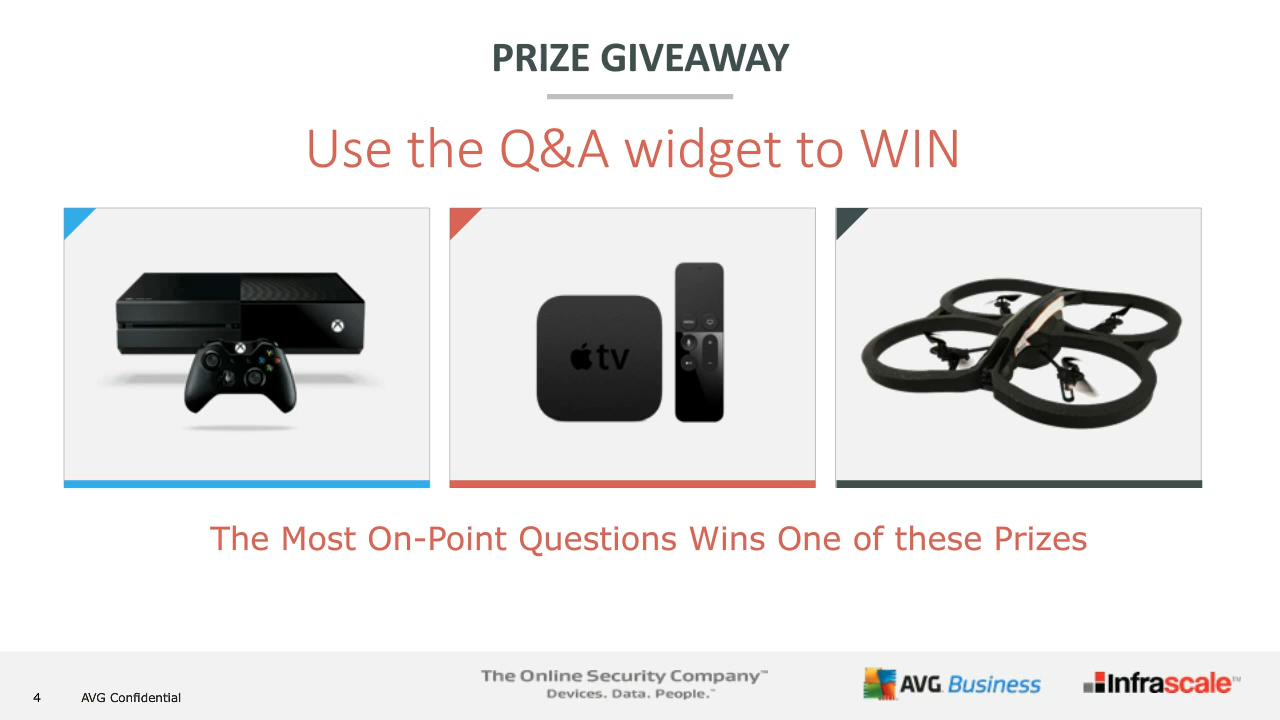 PRIZE GIVEAWAY
Use the Q&A widget to WIN
tv
The Most On-Point Questions Wins One of these Prizes
The Online Security Company™
Devices. Data. People.™
4
AVG Confidential
AVG Business
Infrascale™